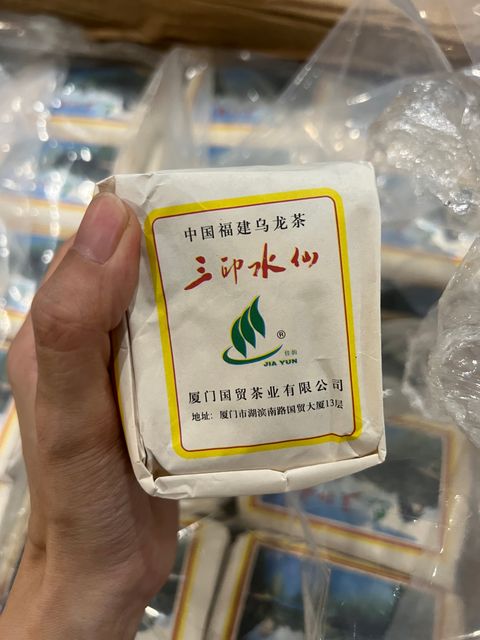 中国福建乌龙茶
三印水仙
®
佳韵
JIA YUN
厦门国贸茶业有限公司
地址：厦门市湖滨南路国贸大厦13层